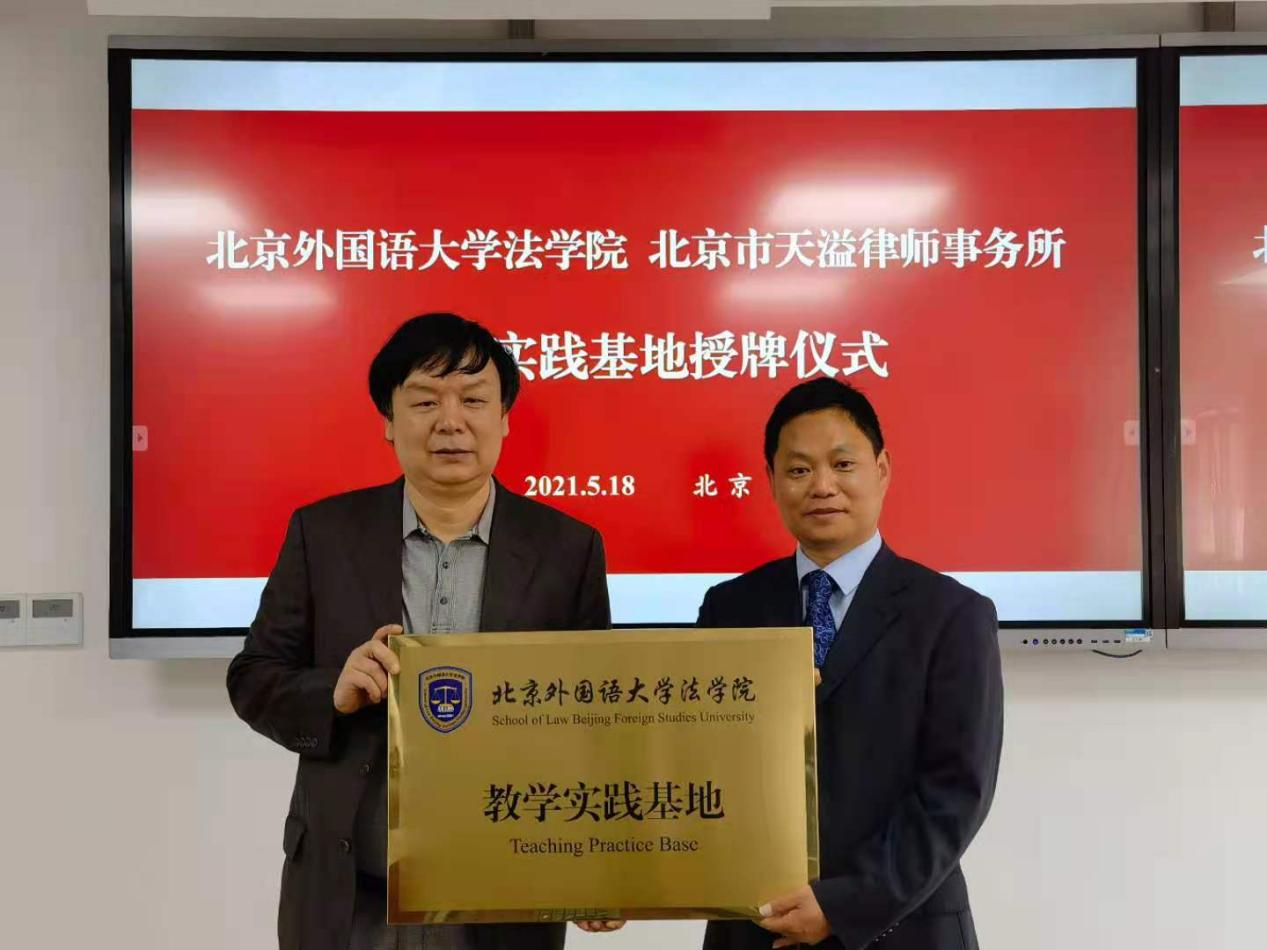 北京外国语大学法学院 北京市天溢律师事务所
实践基地授牌仪式
2021.5.18 北京
北京外国语大学法学院
School of Law Beijing Foreign Studies University
教学实践基地
Teaching Practice Base